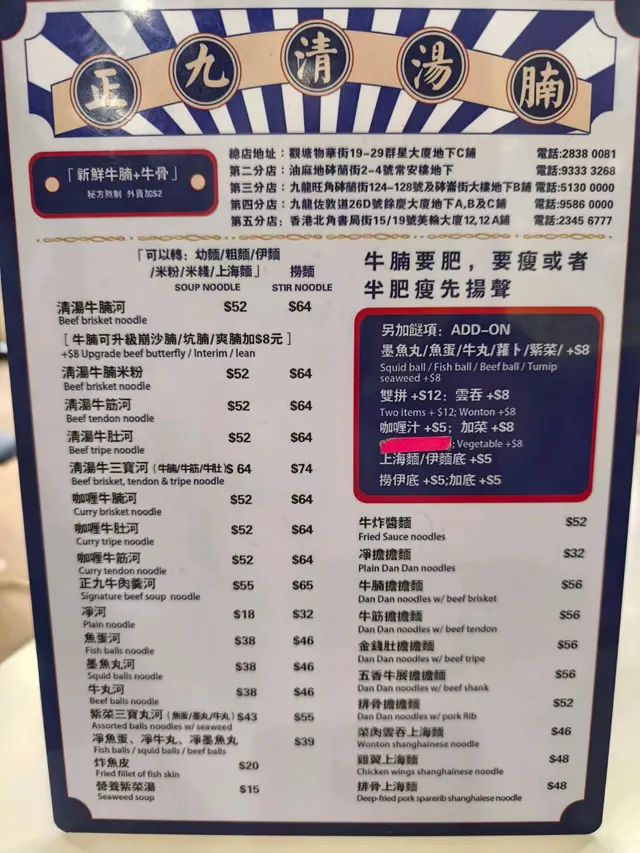 正九清湯腩
「新鮮牛腩+牛骨」
秘方熬制 外賣加$2
總店地址：觀塘物華街19-29群星大廈地下C鋪 電話:2838 0081
第二分店：油麻地砵蘭街2-4號常安樓地下 電話:9333 3268
第三分店：九龍旺角砵蘭街124-128號及砵崙街大樓地下B鋪 電話:5130 0000
第四分店：九龍佐敦道26D號餘慶大廈地下A,B及C鋪 電話:9586 0000
第五分店：香港北角書局街15/19號美輪大廈12,12A鋪 電話:2345 6777
「可以轉：幼麵/粗麵/伊麵
/米粉/米綫/上海麵」
SOUP NOODLE
撈麵
STIR NOODLE
清湯牛腩河 $52 $64
Beef brisket noodle
[ 牛腩可升級崩沙腩/坑腩/爽腩加$8元 ]
+$8 Upgrade beef butterfly / Interim / lean
清湯牛腩米粉 $52 $64
Beef brisket noodle
清湯牛筋河 $52 $64
Beef tendon noodle
清湯牛肚河 $52 $64
Beef tripe noodle
清湯牛三寶河 (牛腩/牛筋/牛肚) $64 $74
Beef brisket, tendon & tripe noodle
咖喱牛腩河 $52 $64
Curry brisket noodle
咖喱牛肚河 $52 $64
Curry tripe noodle
咖喱牛筋河 $52 $64
Curry tendon noodle
正九牛肉羹河 $55 $65
Signature beef soup noodle
凈河 $18 $32
Plain noodle
魚蛋河 $38 $46
Fish balls noodle
墨魚丸河 $38 $46
Squid balls noodle
牛丸河 $38 $46
Beef balls noodle
紫菜三寶丸河 (魚蛋/墨丸/牛丸) $43 $55
Assorted balls noodles w/ seaweed
凈魚蛋、凈牛丸、凈墨魚丸 $39
Fish balls / squid balls / beef balls
炸魚皮 $20
Fried fillet of fish skin
營養紫菜湯 $15
Seaweed soup
牛腩要肥，要瘦或者
半肥瘦先揚聲
另加餸項：ADD-ON
墨魚丸/魚蛋/牛丸/蘿卜/紫菜/ +$8
Squid ball / Fish ball / Beef ball / Turnip
seaweed +$8
雙拼 +$12；雲吞 +$8
Two items + $12; Wonton +$8
咖喱汁 +$5；加菜 +$8
; Vegetable +$8
上海麵/伊麵底 +$5
撈伊底 +$5;加底 +$5
牛炸醬麵 $52
Fried Sauce noodles
凈擔擔麵 $32
Plain Dan Dan noodles
牛腩擔擔麵 $56
Dan Dan noodles w/ beef brisket
牛筋擔擔麵 $56
Dan Dan noodles w/ beef tendon
金錢肚擔擔麵 $56
Dan Dan noodles w/ beef tripe
五香牛展擔擔麵 $56
Dan Dan noodles w/ beef shank
排骨擔擔麵 $52
Dan Dan noodles w/ pork Rib
菜肉雲吞上海麵 $46
Wonton shanghainese noodle
雞翼上海麵 $48
Chicken wings shanghainese noodle
排骨上海麵 $48
Deep-fried pork sparerib shanghaiese noodle